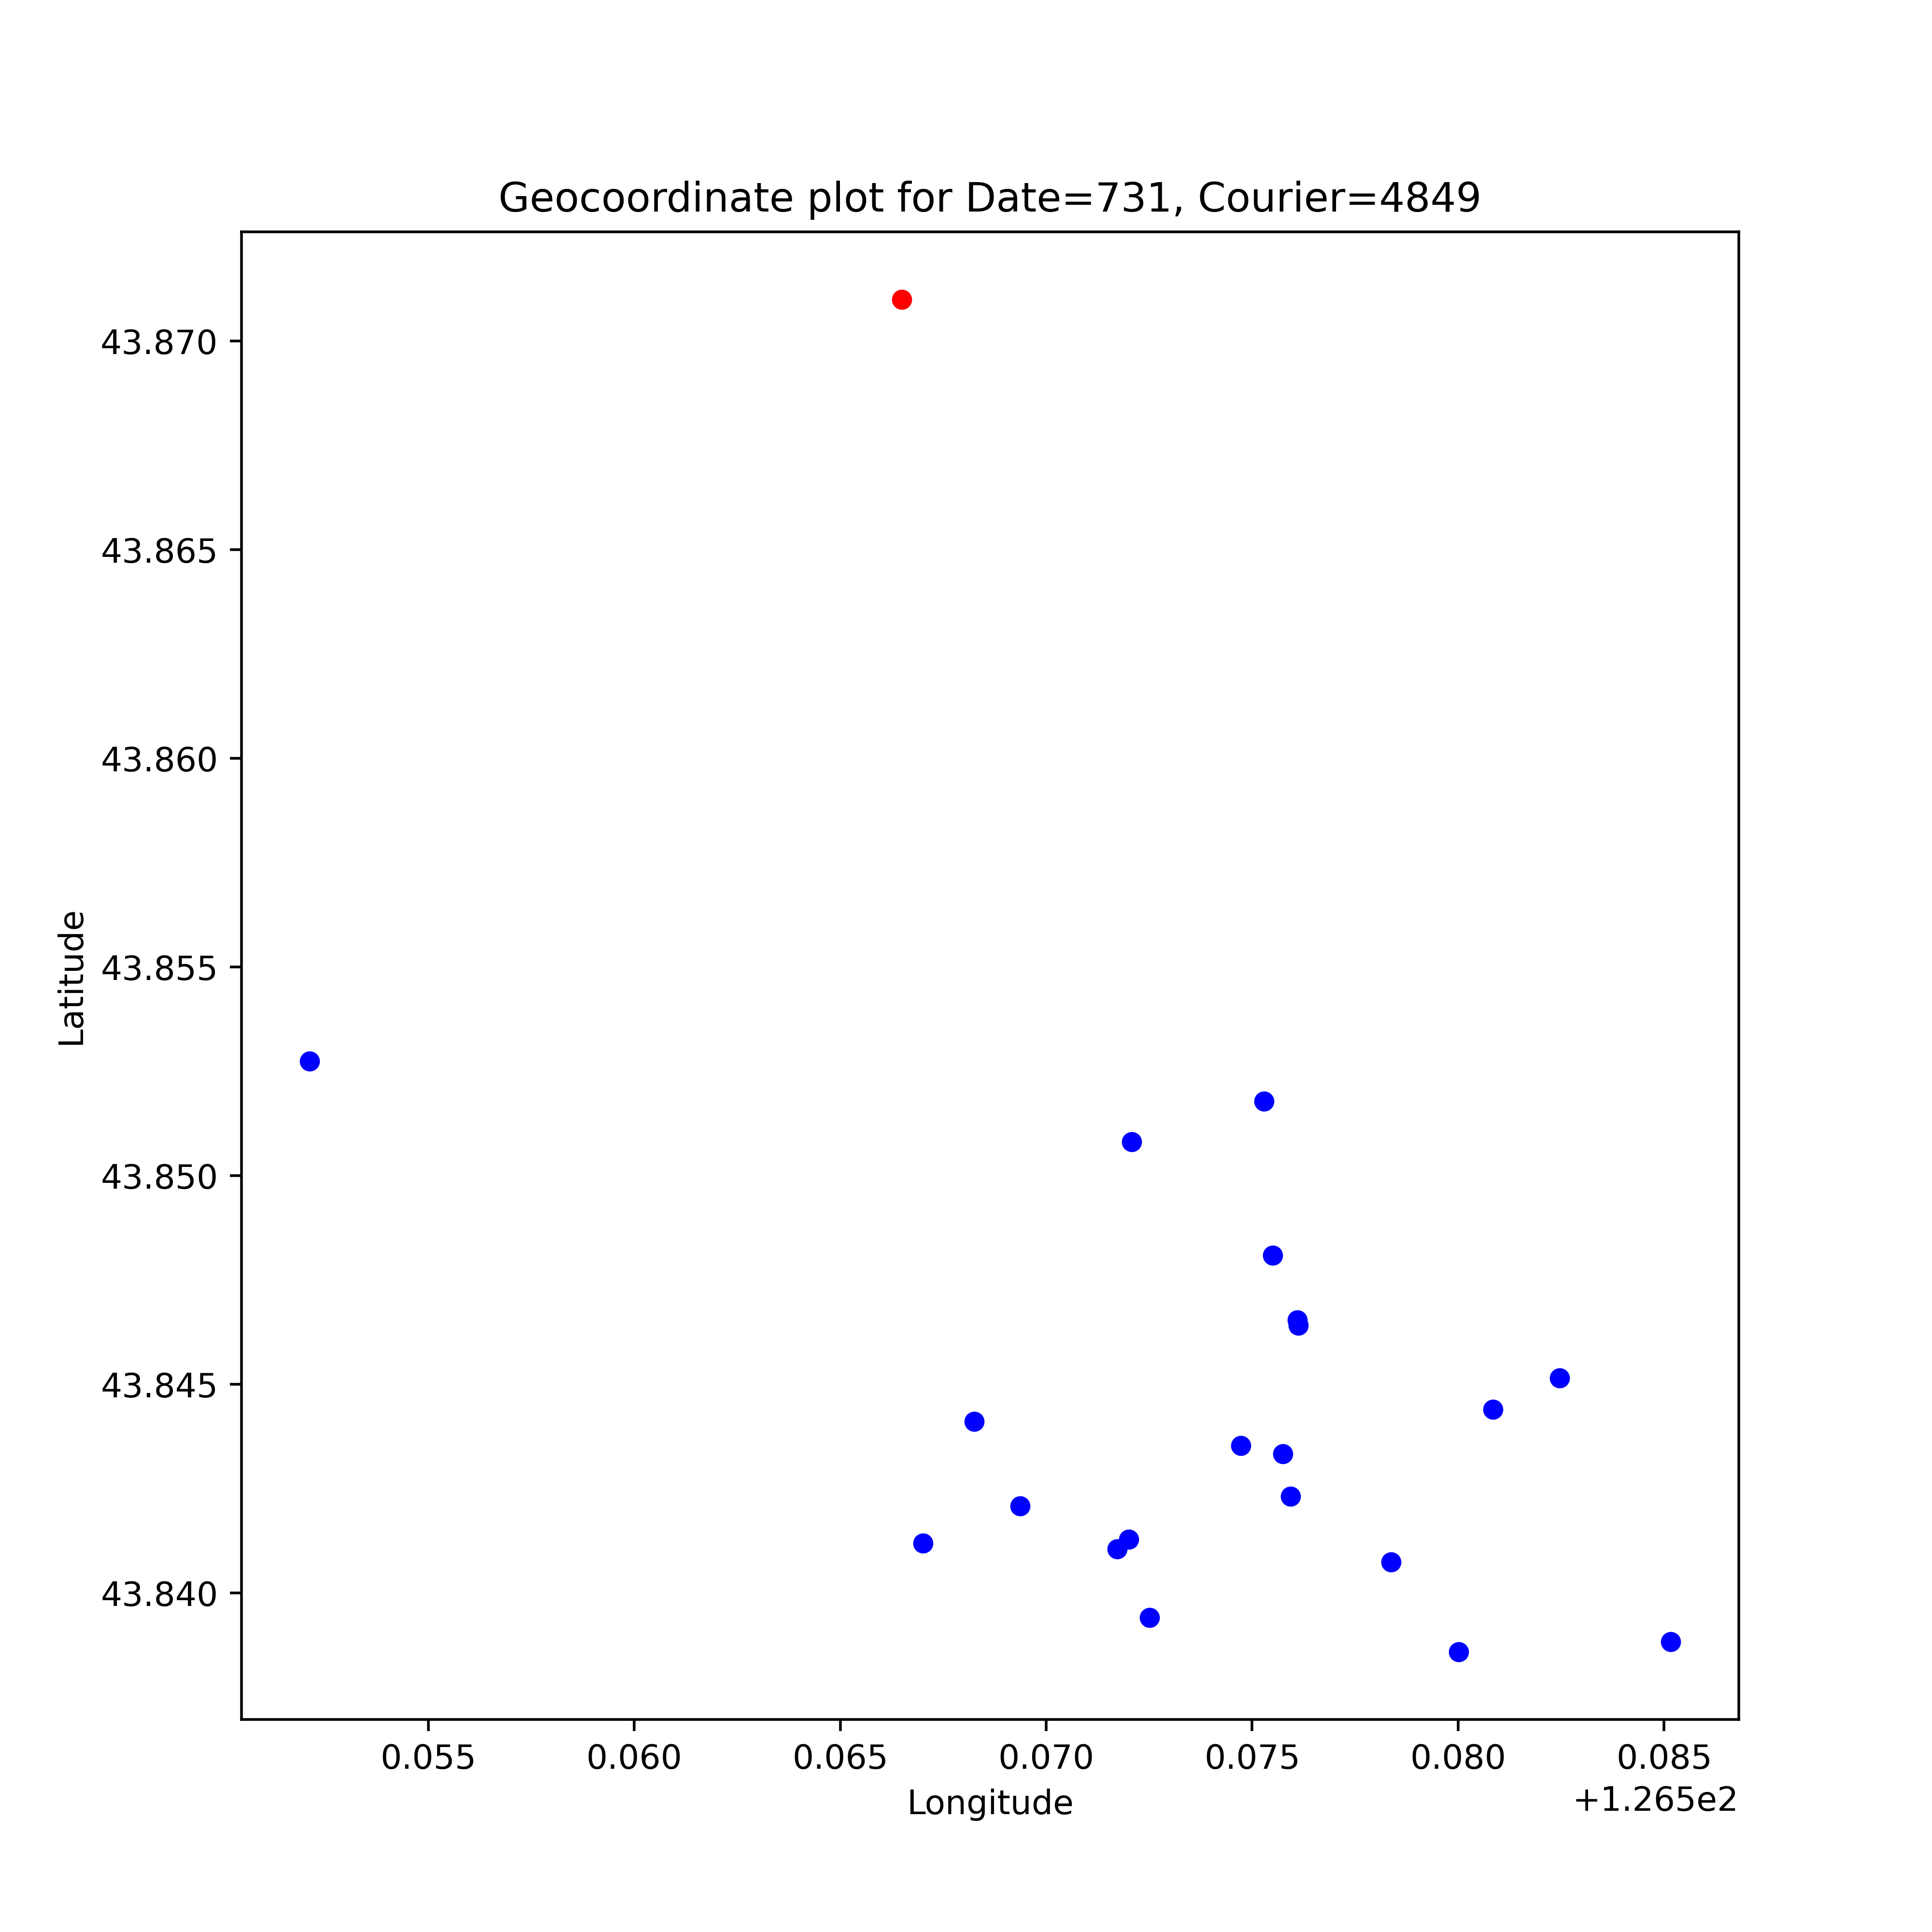 Geocoordinate plot for Date=731, Courier=4849
43.870
43.865
43.860
43.855
43.850
43.845
43.840
Latitude
0.055 0.060 0.065 0.070 0.075 0.080 0.085
+1.265e2
Longitude